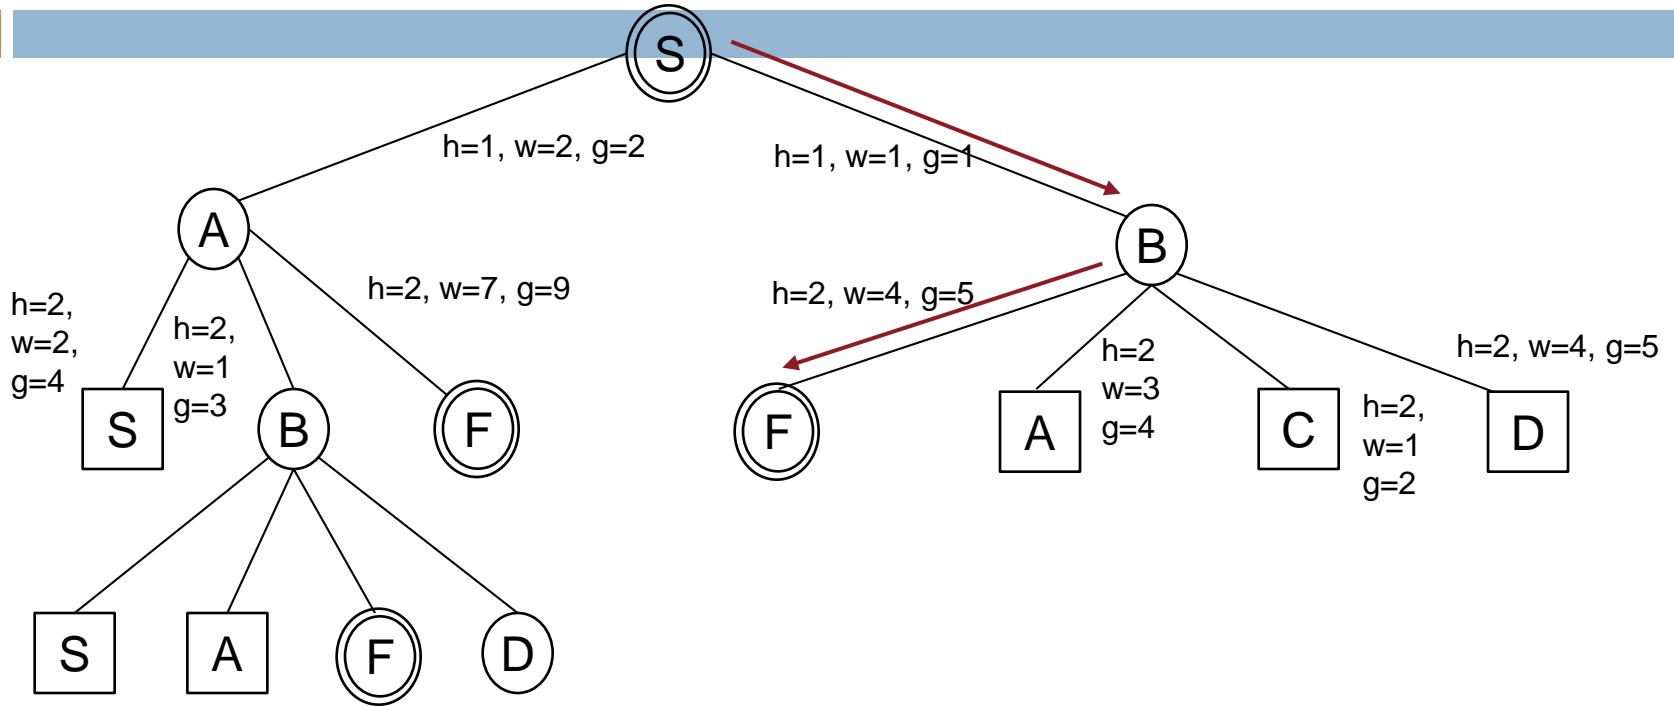 S
h=1, w=2, g=2
h=1, w=1, g=1
A
B
h=2,
w=2,
g=4
h=2,
w=1
g=3
h=2, w=7, g=9
h=2, w=4, g=5
h=2
w=3
g=4
h=2,
w=1
g=2
h=2, w=4, g=5
S
B
F
F
A
C
D
S
A
F
D